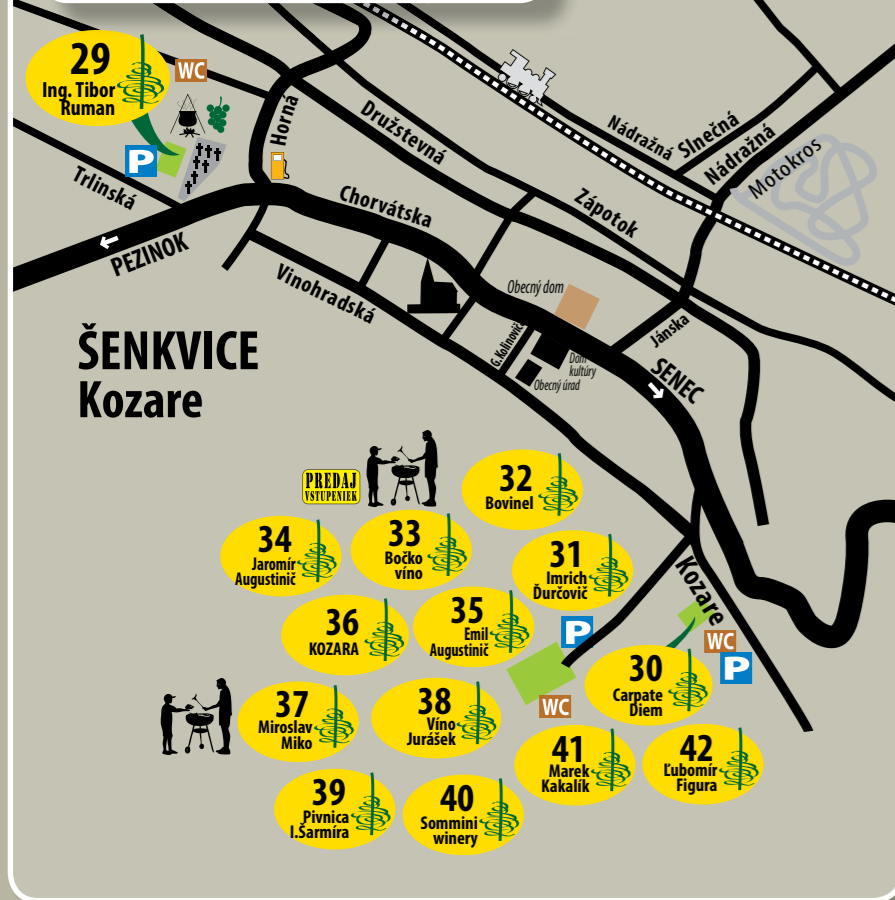 29
Ing. Tibor
Ruman
WC
P
Horná
Trlinská
PEZINOK
Družstevná
Chorvátska
Vinohradská
Nádražná
Slnečná
Nádražná
Motokros
Zápotok
Obecný dom
G.Kolinovič
Dom
kultúry
Obecný úrad
Jánska
SENEC
ŠENKVICE
Kozare
PREDAJ
VSTUPENIEK
32
Bovinel
34
Jaromír
Augustinič
33
Bočko
víno
31
Imrich
Ďurčovič
Kozare
36
KOZARA
35
Emil
Augustinič
P
WC
P
30
Carpate
Diem
WC
37
Miroslav
Miko
38
Víno
Jurášek
41
Marek
Kakalík
42
Ľubomír
Figura
39
Pivnica
I.Šarmíra
40
Sommini
winery